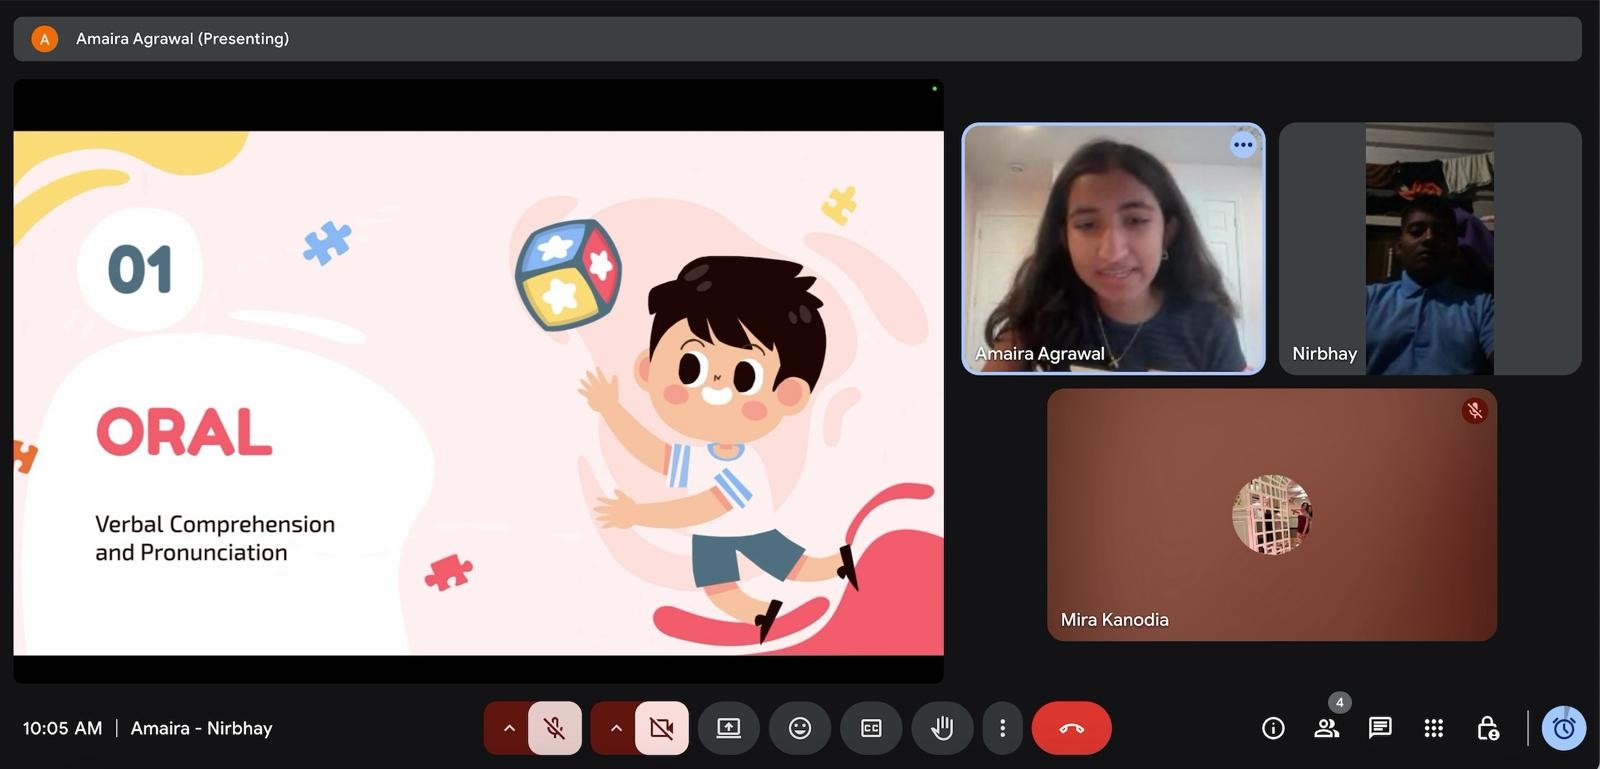 A Amaira Agrawal (Presenting)
01
ORAL
Verbal Comprehension
and Pronunciation
Amaira Agrawal
Nirbhay
Mira Kanodia
10:05 AM | Amaira - Nirbhay
CC
4